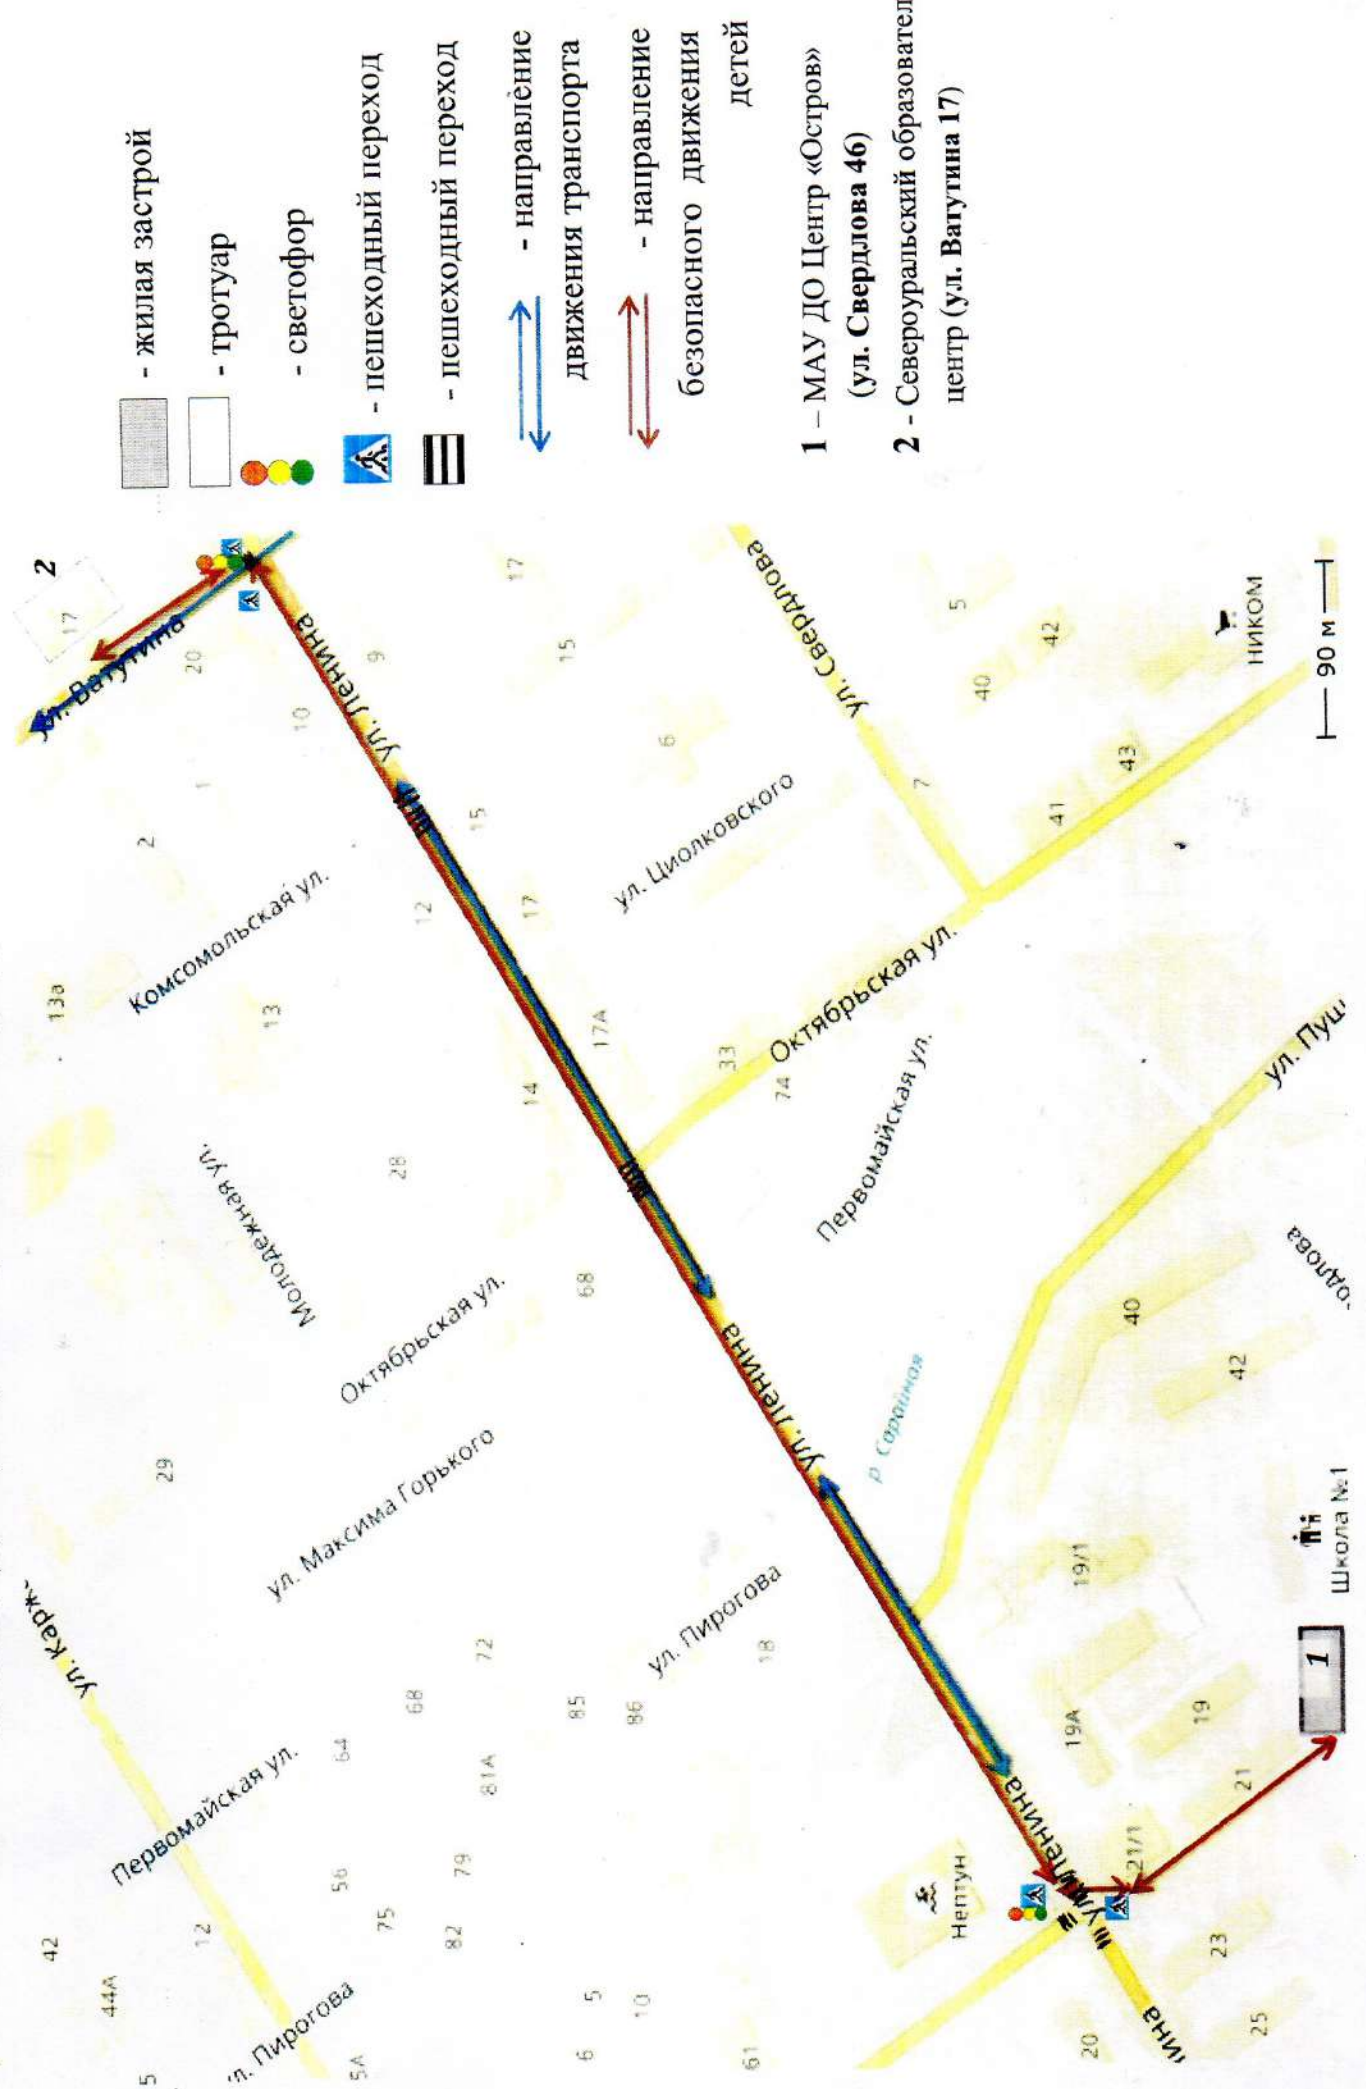 - жилая застрой
- тротуар
- светофор
- пешеходный переход
- пешеходный переход
- направление
движения транспорта
- направление
безопасного движения
детей
1 – МАУ ДО Центр «Остров»
(ул. Свердлова 46)
2 - Североуральский образовател
центр (ул. Ватутина 17)
2
17
ул. Ватутина
20
10
1
2
13а
Комсомольская ул.
13
ул. Ленина
9
17
15
6
15
12
17
17А
14
28
Молодежная ул.
Октябрьская ул.
68
29
ул. Максима Горького
ул. Карж
ул. Циолковского
ул. Свердлова
5
42
40
7
43
41
НИКОМ
90 м
Октябрьская ул.
33
74
Первомайская ул.
ул. Пуш
ул. Ленина
р Сарайная
40
42
одлова
Школа №1
1
19/1
19А
19
21
21/1
ул. Пирогова
18
72
68
64
85
86
81А
Первомайская ул.
56
79
75
82
12
42
44А
5
ул. Пирогова
5А
5
10
6
61
Нептун
ул. Ленина
23
25
20
ина